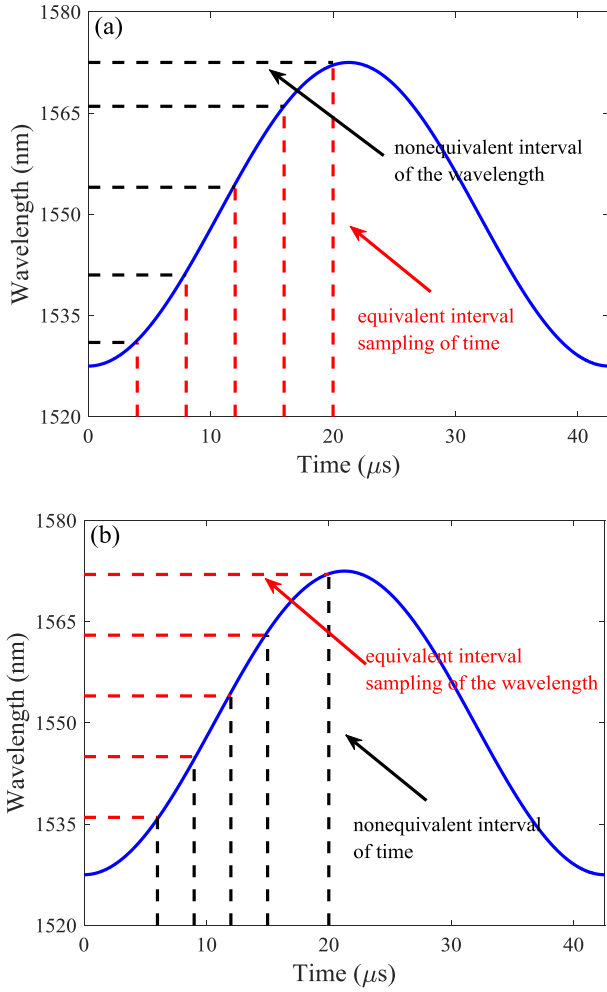 (a)
1580
1565
1550
1535
1520
Wavelength (nm)
nonequivalent interval
of the wavelength
equivalent interval
sampling of time
0
10
20
30
40
Time (μs)
(b)
1580
1565
1550
1535
1520
Wavelength (nm)
equivalent interval
sampling of the wavelength
nonequivalent interval
of time
0
10
20
30
40
Time (μs)